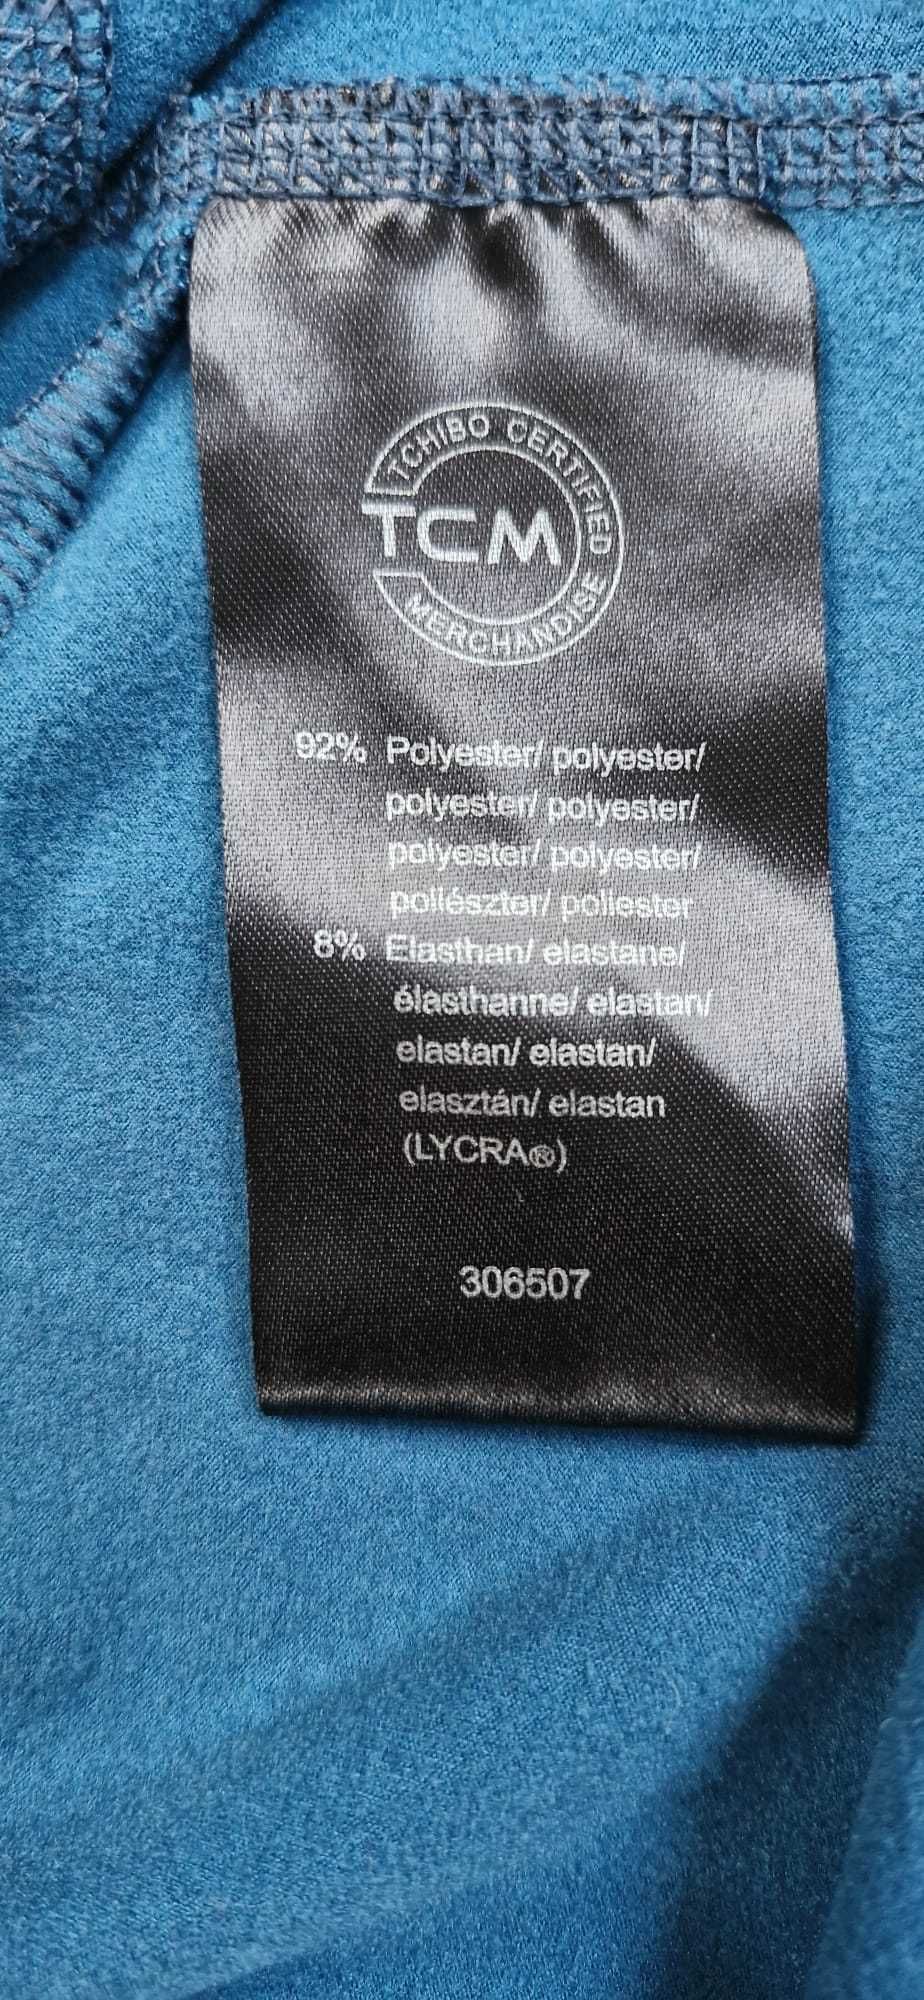 TCHIBO CERTIFIED
TCM
MERCHANDISE
92% Polyester/ polyester/
polyester/ polyester/
polyester/ polyester/
poliészter/ poliester
8% Elasthan/ elastane/
élasthanne/ elastan/
elastan/ elastan/
elasztán/ elastan
(LYCRA®)
306507